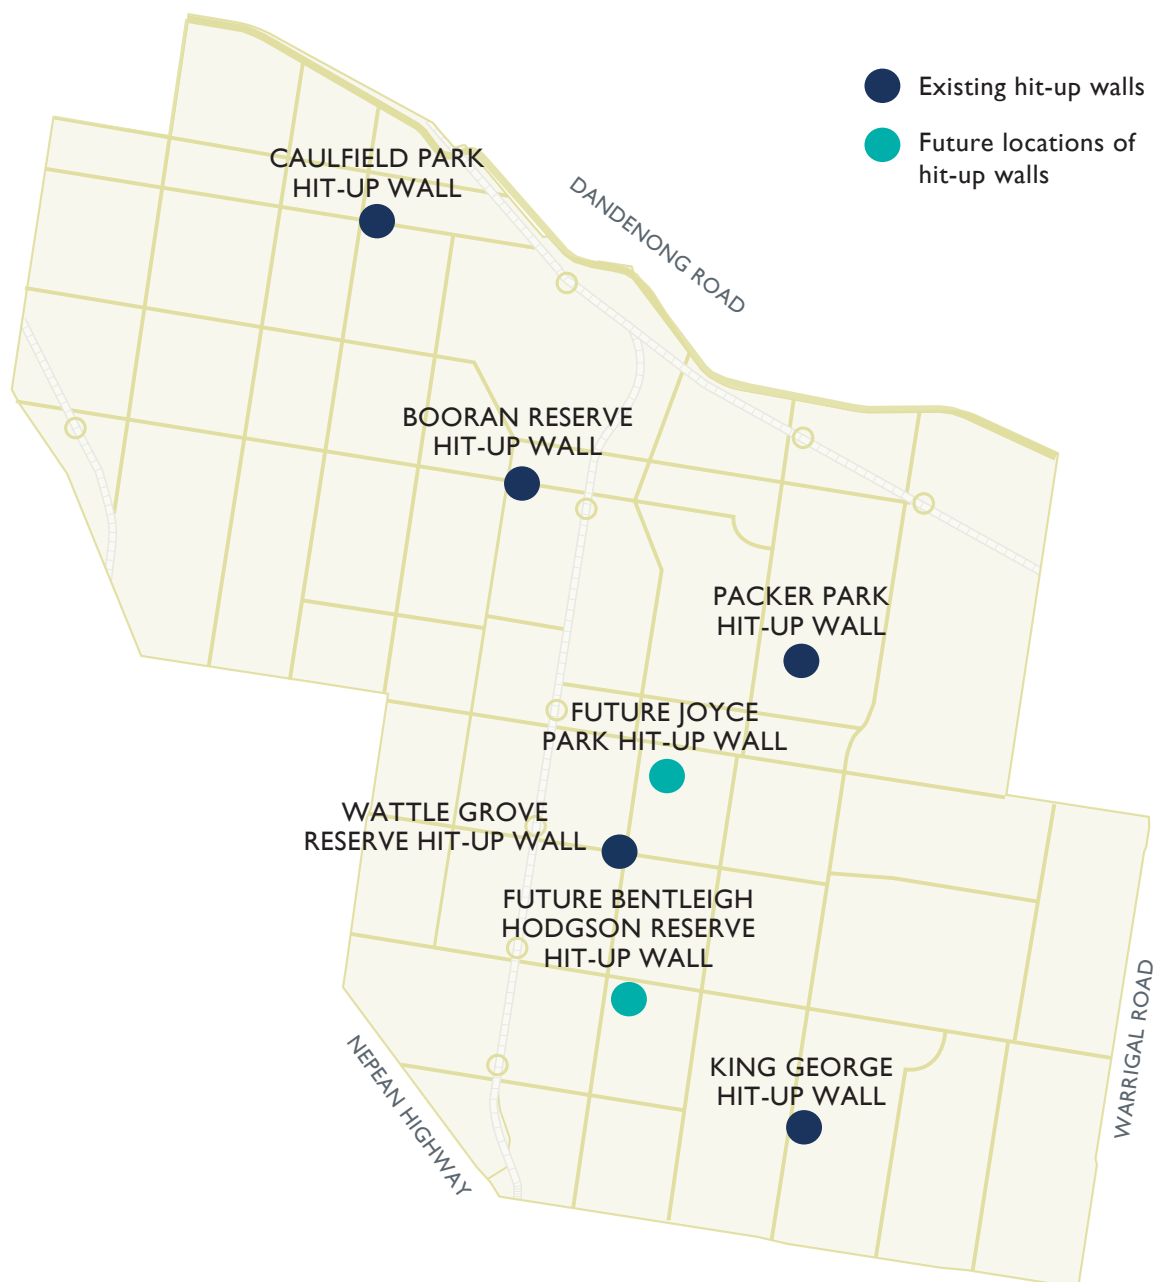 Existing hit-up walls
Future locations of
hit-up walls
CAULFIELD PARK
HIT-UP WALL
DANDENONG ROAD
BOORAN RESERVE
HIT-UP WALL
PACKER PARK
HIT-UP WALL
FUTURE JOYCE
PARK HIT-UP WALL
WATTLE GROVE
RESERVE HIT-UP WALL
FUTURE BENTLEIGH
HODGSON RESERVE
HIT-UP WALL
WARRIGAL ROAD
NEPEAN HIGHWAY
KING GEORGE
HIT-UP WALL